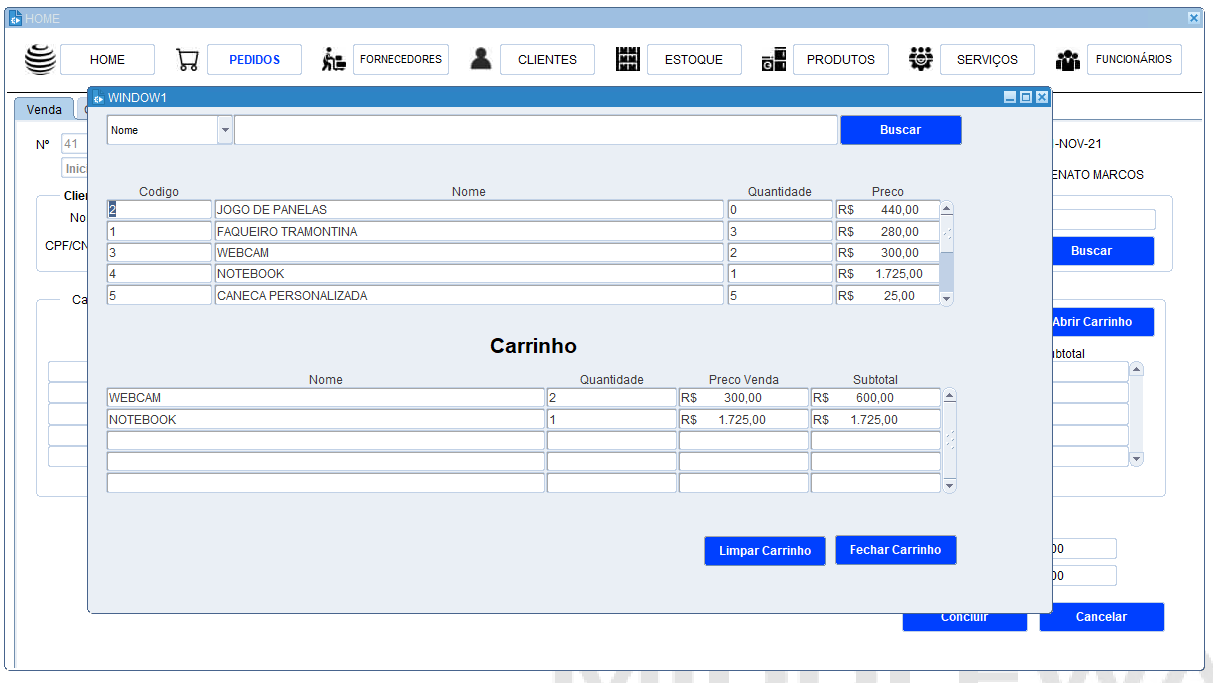 HOME
HOME PEDIDOS FORNECEDORES CLIENTES ESTOQUE PRODUTOS SERVIÇOS FUNCIONÁRIOS
Venda
WINDOW1
Nº 41
-NOV-21
ENATO MARCOS
Nome Buscar
Codigo Nome Quantidade Preco
2 JOGO DE PANELAS 0 R$ 440,00
1 FAQUEIRO TRAMONTINA 3 R$ 280,00
3 WEBCAM 2 R$ 300,00
4 NOTEBOOK 1 R$ 1.725,00
5 CANECA PERSONALIZADA 5 R$ 25,00
Inic
Clie
No
CPF/CN
Buscar
Ca
Abrir Carrinho
btotal
Carrinho
Nome Quantidade Preco Venda Subtotal
WEBCAM 2 R$ 300,00 R$ 600,00
NOTEBOOK 1 R$ 1.725,00 R$ 1.725,00
Limpar Carrinho Fechar Carrinho
00
00
Concluir Cancelar